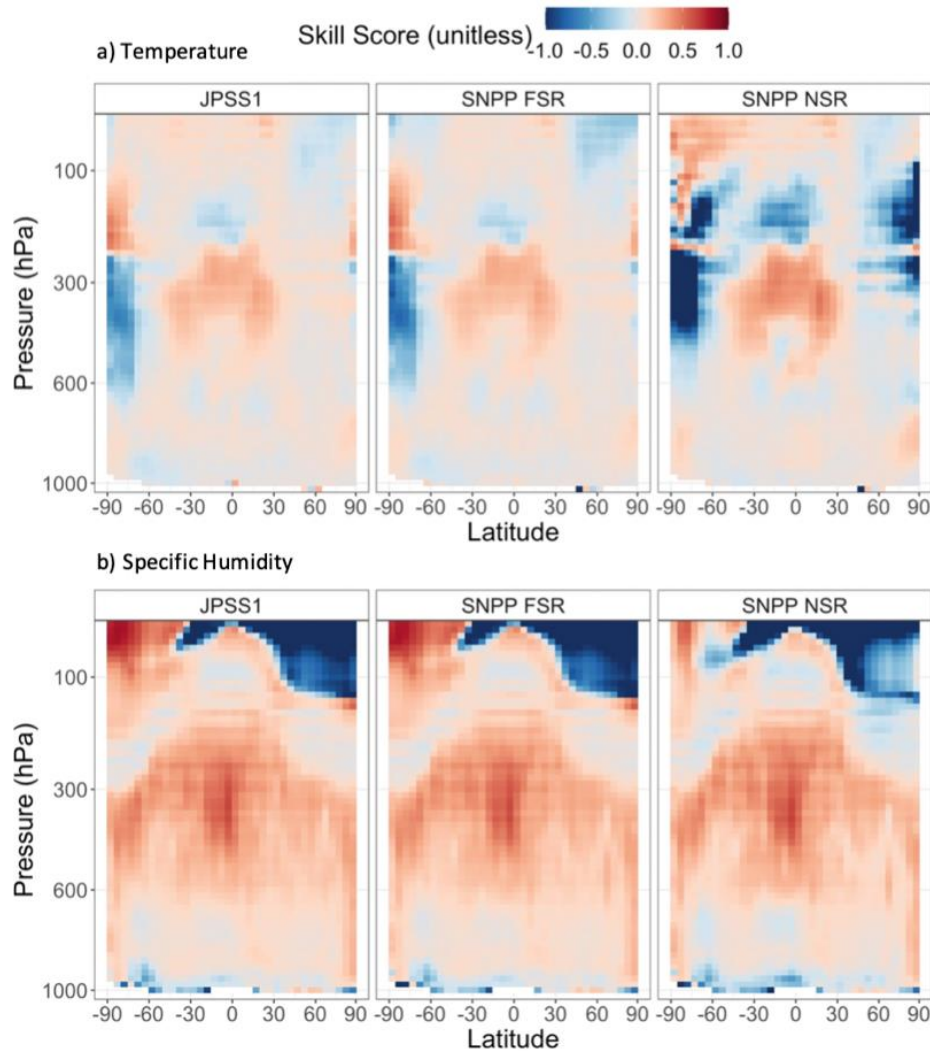 Skill Score (unitless)
-1.0 -0.5 0.0 0.5 1.0
a) Temperature
JPSS1 SNPP FSR SNPP NSR
Pressure (hPa)
100
300
600
1000
-90 -60 -30 0 30 60 90 -90 -60 -30 0 30 60 90 -90 -60 -30 0 30 60 90
Latitude
b) Specific Humidity
JPSS1 SNPP FSR SNPP NSR
Pressure (hPa)
100
300
600
1000
-90 -60 -30 0 30 60 90 -90 -60 -30 0 30 60 90 -90 -60 -30 0 30 60 90
Latitude